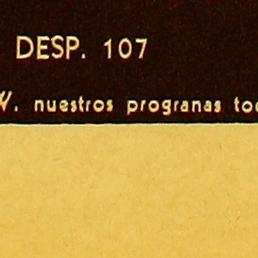 DESP. 107
. nuestros progranas